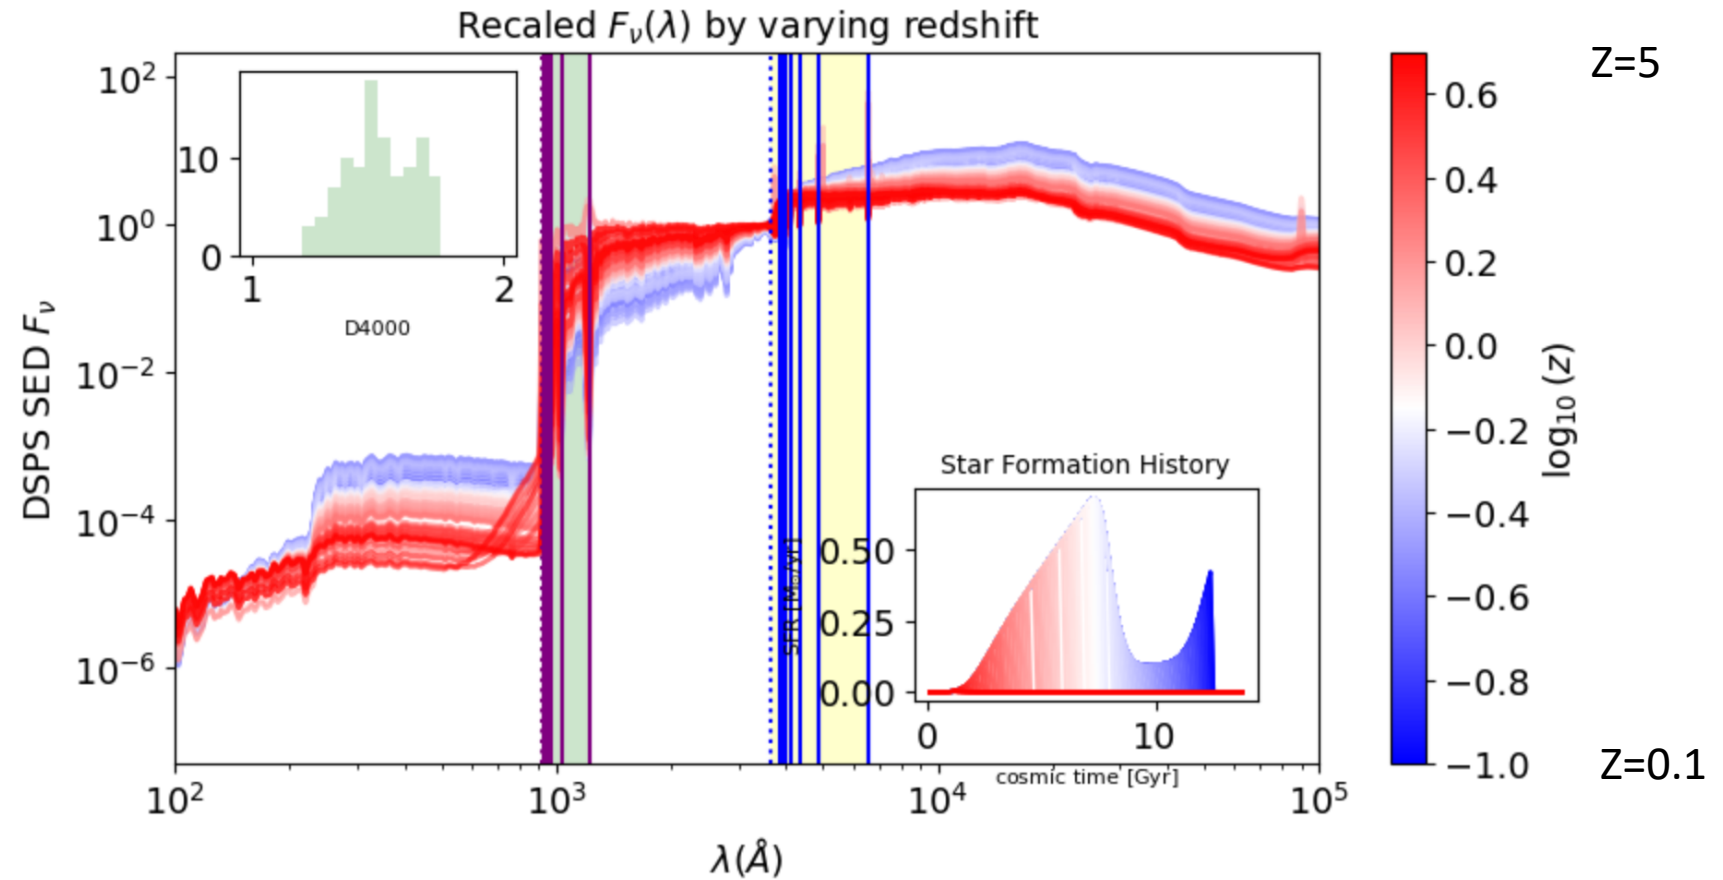 Recaled Fν(λ) by varying redshift
10²
10⁰
10⁻²
10⁻⁴
10⁻⁶
DSPS SED Fν
10
0
1 2
D4000
Star Formation History
SFR [M☉/yr]
0.50
0.25
0.00
0 10
cosmic time [Gyr]
10² 10³ 10⁴ 10⁵
λ(Å)
0.6
0.4
0.2
0.0
−0.2
−0.4
−0.6
−0.8
−1.0
log₁₀(z)
Z=5
Z=0.1